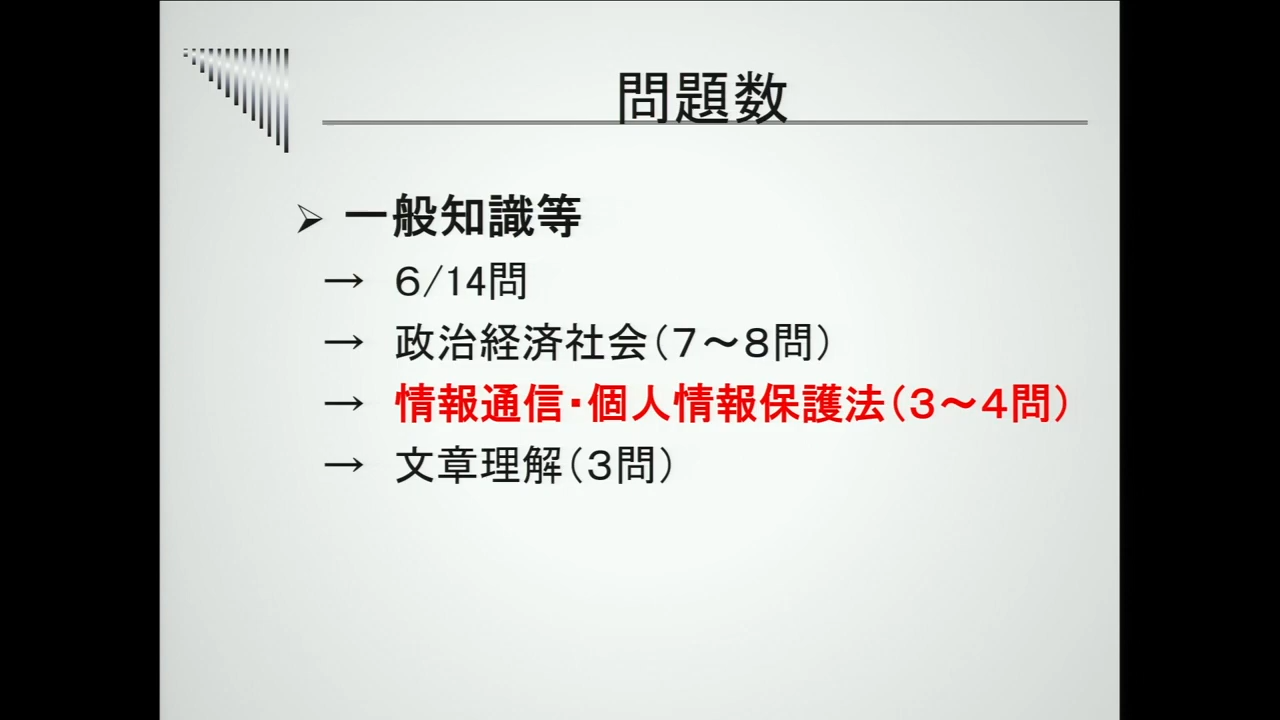 問題数
➢ 一般知識等
→ ６/14問
→ 政治経済社会（７～８問）
→ 情報通信・個人情報保護法（３～４問）
→ 文章理解（３問）